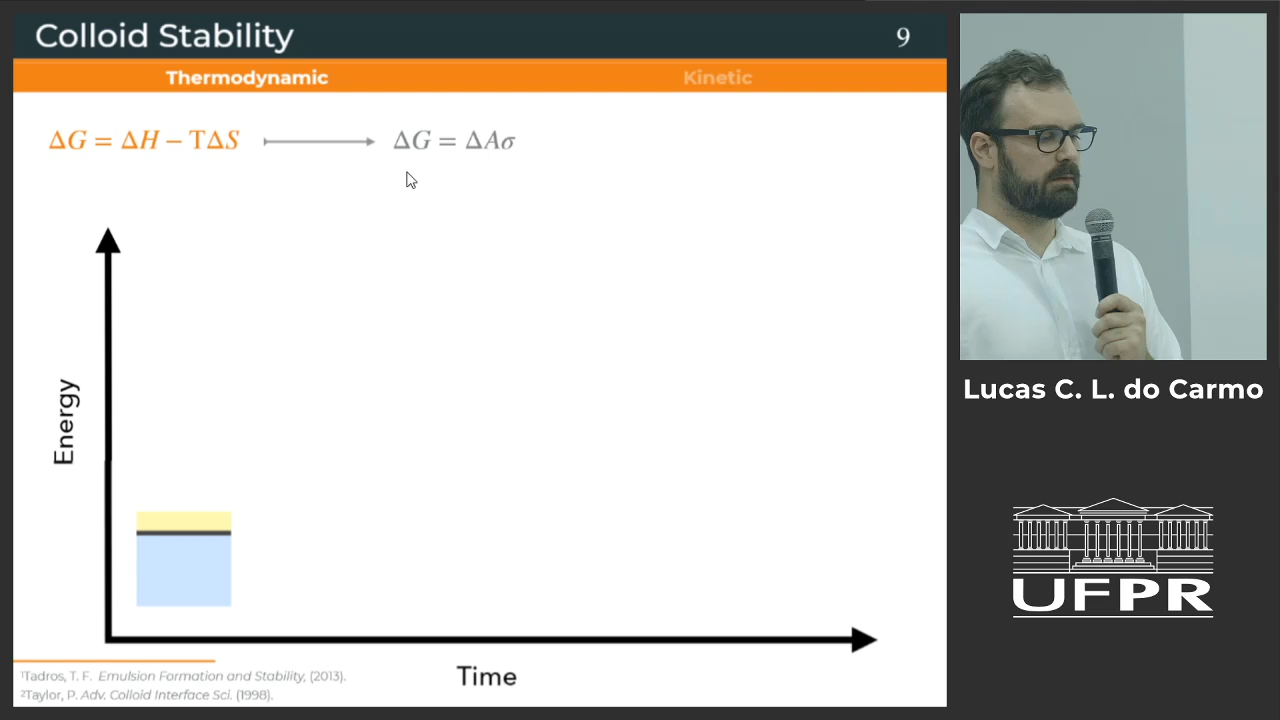 Colloid Stability
9
Thermodynamic
Kinetic
ΔG = ΔH − TΔS
ΔG = ΔAσ
Energy
Time
¹Tadros, T. F. Emulsion Formation and Stability, (2013).
²Taylor, P. Adv. Colloid Interface Sci. (1998).
Lucas C. L. do Carmo
UFPR